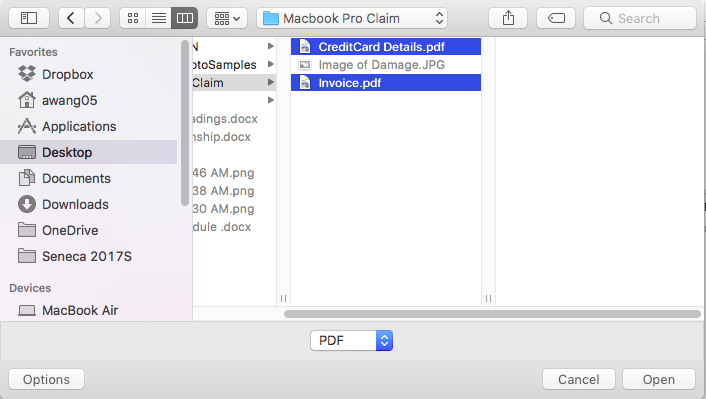 Macbook Pro Claim
Search
Favorites
Dropbox
awang05
Applications
Desktop
Documents
Downloads
OneDrive
Seneca 2017S
Devices
MacBook Air
N
otoSamples
Claim
adings.docx
nship.docx
46 AM.png
38 AM.png
30 AM.png
dule .docx
CreditCard Details.pdf
Image of Damage.JPG
Invoice.pdf
PDF
Options
Cancel
Open